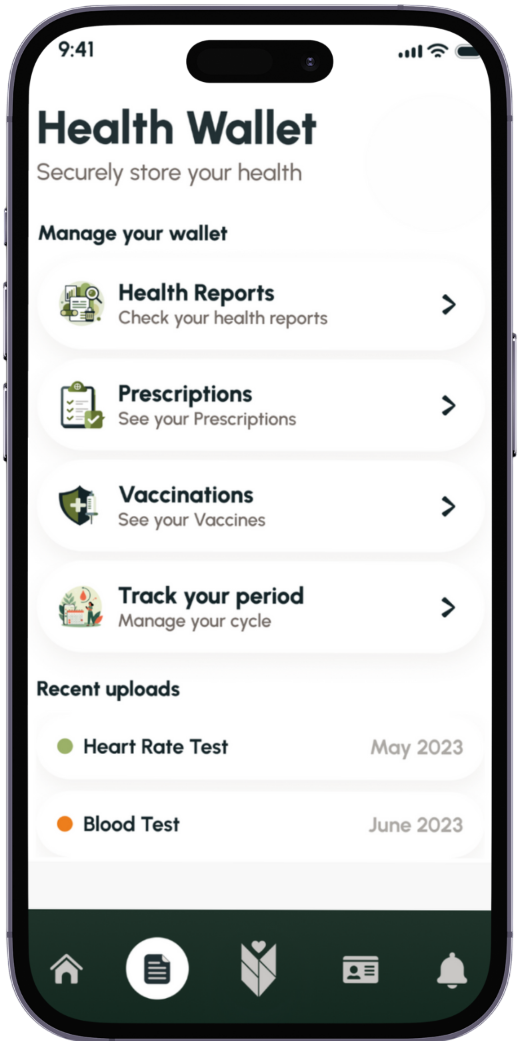 9:41
Health Wallet
Securely store your health
Manage your wallet
Health Reports
Check your health reports
Prescriptions
See your Prescriptions
Vaccinations
See your Vaccines
Track your period
Manage your cycle
Recent uploads
Heart Rate Test May 2023
Blood Test June 2023